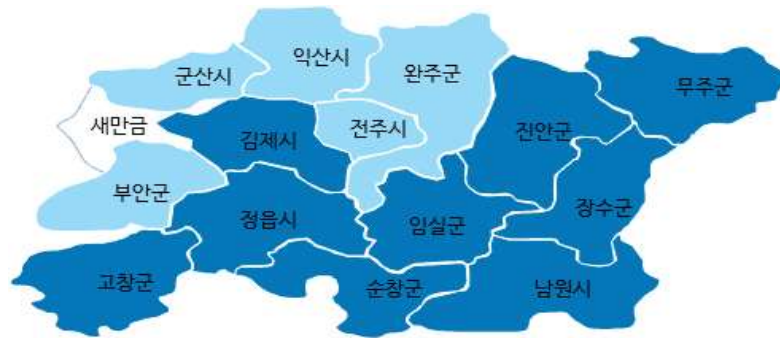 익산시
군산시
완주군
무주군
새만금
김제시
전주시
진안군
부안군
정읍시
임실군
장수군
고창군
순창군
남원시